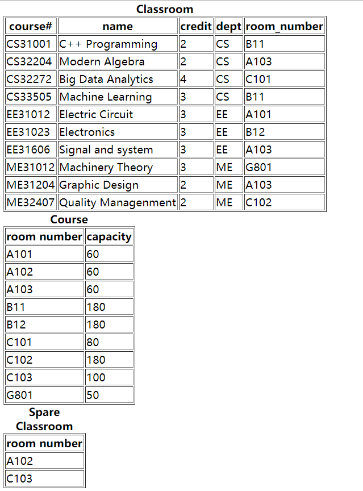 Classroom
course# name credit dept room_number
CS31001 C++ Programming 2 CS B11
CS32204 Modern Algebra 2 CS A103
CS32272 Big Data Analytics 4 CS C101
CS33505 Machine Learning 3 CS B11
EE31012 Electric Circuit 3 EE A101
EE31023 Electronics 3 EE B12
EE31606 Signal and system 3 EE A103
ME31012 Machinery Theory 3 ME G801
ME31204 Graphic Design 2 ME A103
ME32407 Quality Managenment 2 ME C102
Course
room number capacity
A101 60
A102 60
A103 60
B11 180
B12 180
C101 80
C102 180
C103 100
G801 50
Spare
Classroom
room number
A102
C103